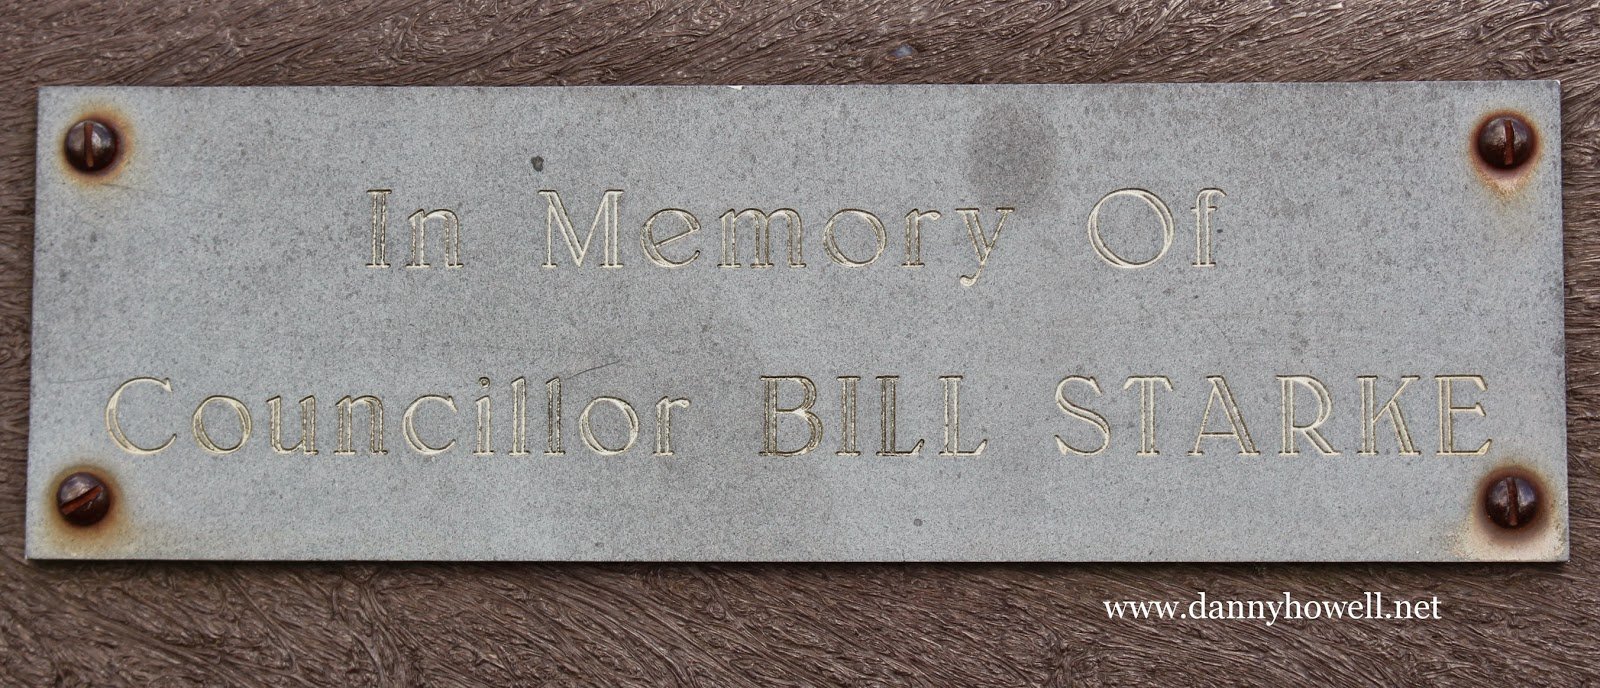 In Memory Of
Councillor BILL STARKE
www.dannyhowell.net